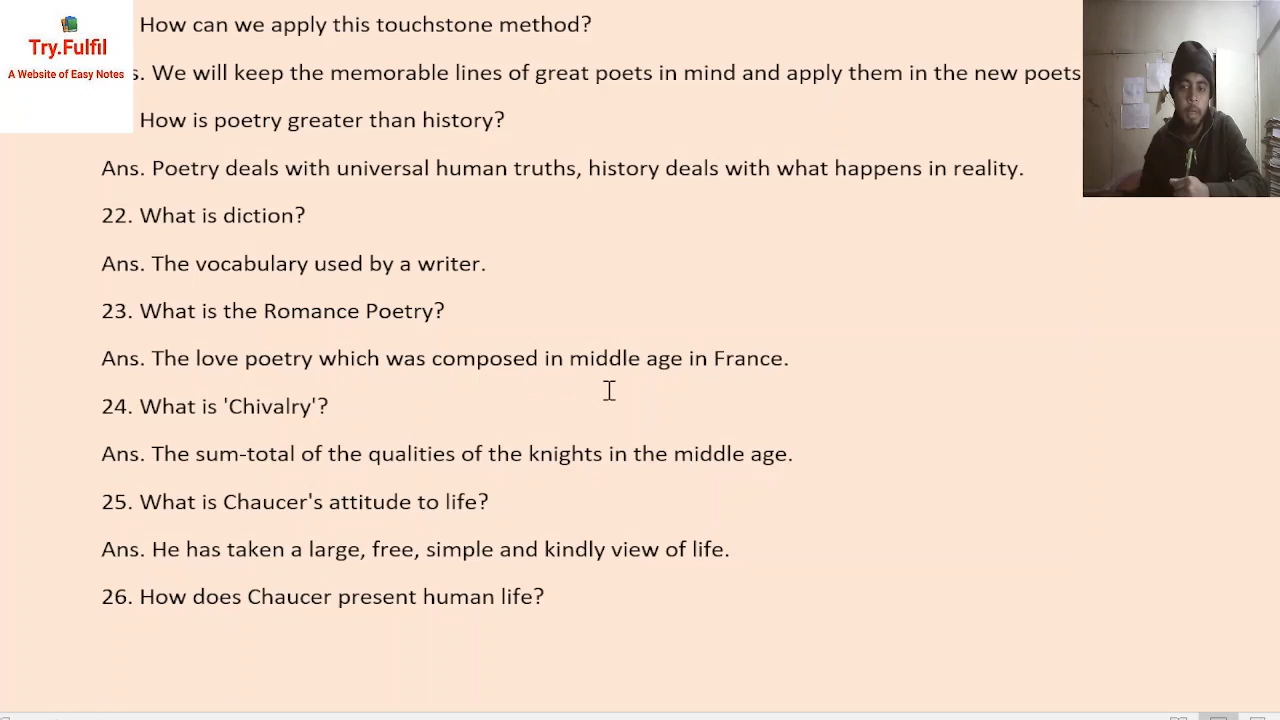 Try.Fulfil
A Website of Easy Notes
How can we apply this touchstone method?
s. We will keep the memorable lines of great poets in mind and apply them in the new poets
How is poetry greater than history?
Ans. Poetry deals with universal human truths, history deals with what happens in reality.
22. What is diction?
Ans. The vocabulary used by a writer.
23. What is the Romance Poetry?
Ans. The love poetry which was composed in middle age in France.
24. What is 'Chivalry'?
Ans. The sum-total of the qualities of the knights in the middle age.
25. What is Chaucer's attitude to life?
Ans. He has taken a large, free, simple and kindly view of life.
26. How does Chaucer present human life?